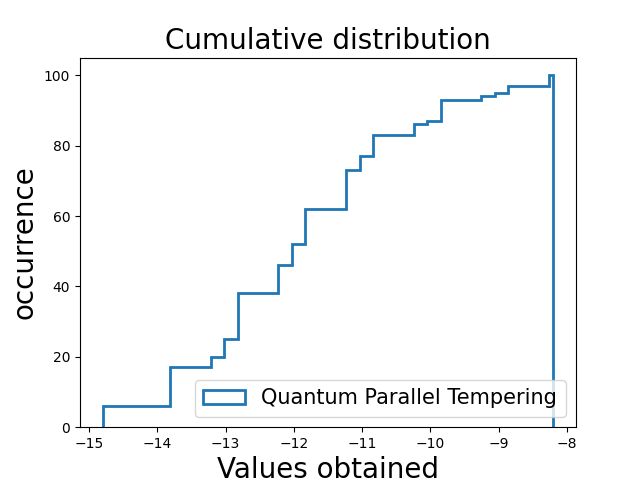 Cumulative distribution
100
80
60
40
20
0
occurrence
Quantum Parallel Tempering
−15 −14 −13 −12 −11 −10 −9 −8
Values obtained